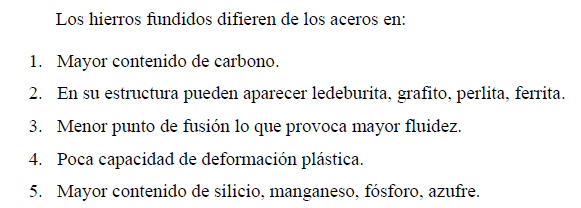 Los hierros fundidos difieren de los aceros en:
1. Mayor contenido de carbono.
2. En su estructura pueden aparecer ledeburita, grafito, perlita, ferrita.
3. Menor punto de fusión lo que provoca mayor fluidez.
4. Poca capacidad de deformación plástica.
5. Mayor contenido de silicio, manganeso, fósforo, azufre.